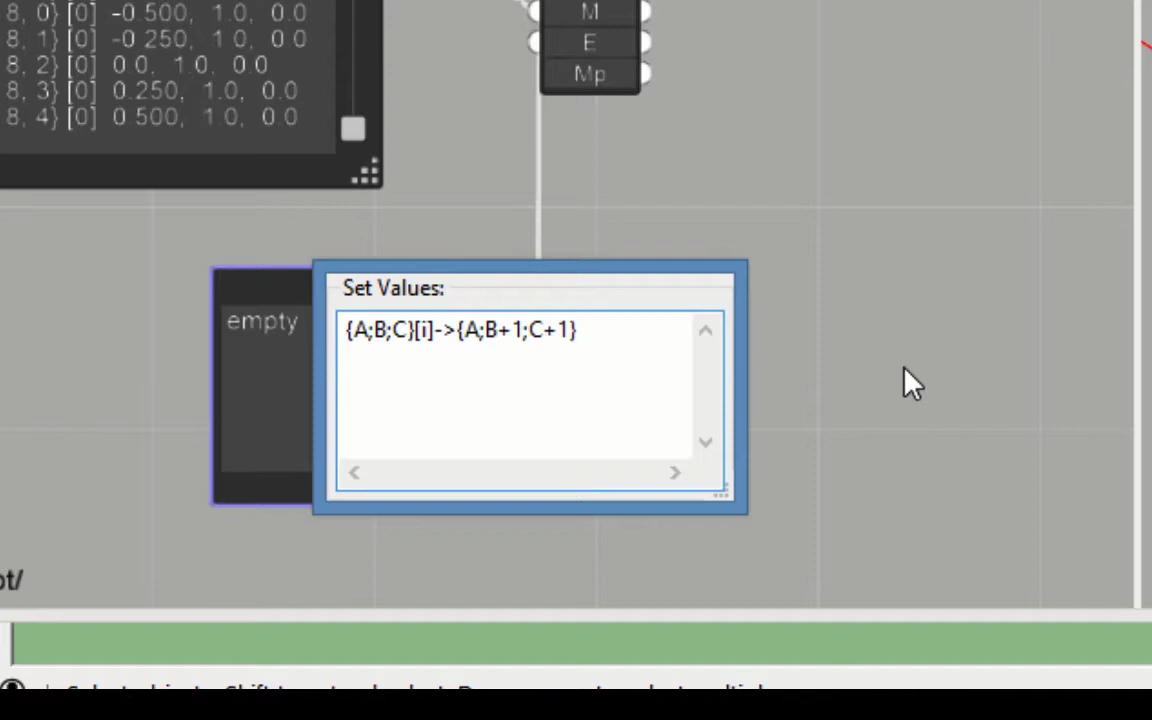 8, 0} [0] -0.500, 1.0, 0.0
8, 1} [0] -0 250, 1 0, 0 0
8, 2} [0] 0.0, 1.0, 0.0
8, 3} [0] 0.250, 1.0, 0.0
8, 4} [0] 0 500, 1.0, 0.0
M
E
Mp
Set Values:
empty
{A;B;C}[i]->{A;B+1;C+1}
ot/